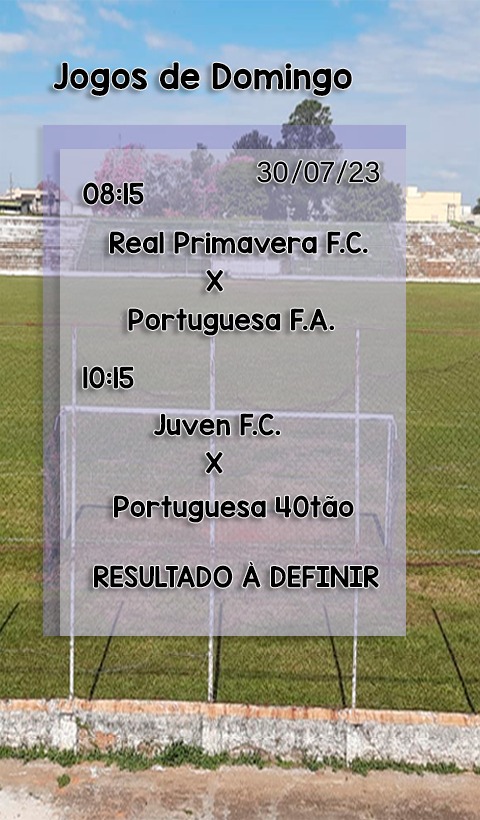 Jogos de Domingo
30/07/23
08:15
Real Primavera F.C.
X
Portuguesa F.A.
10:15
Juven F.C.
X
Portuguesa 40tão
RESULTADO À DEFINIR